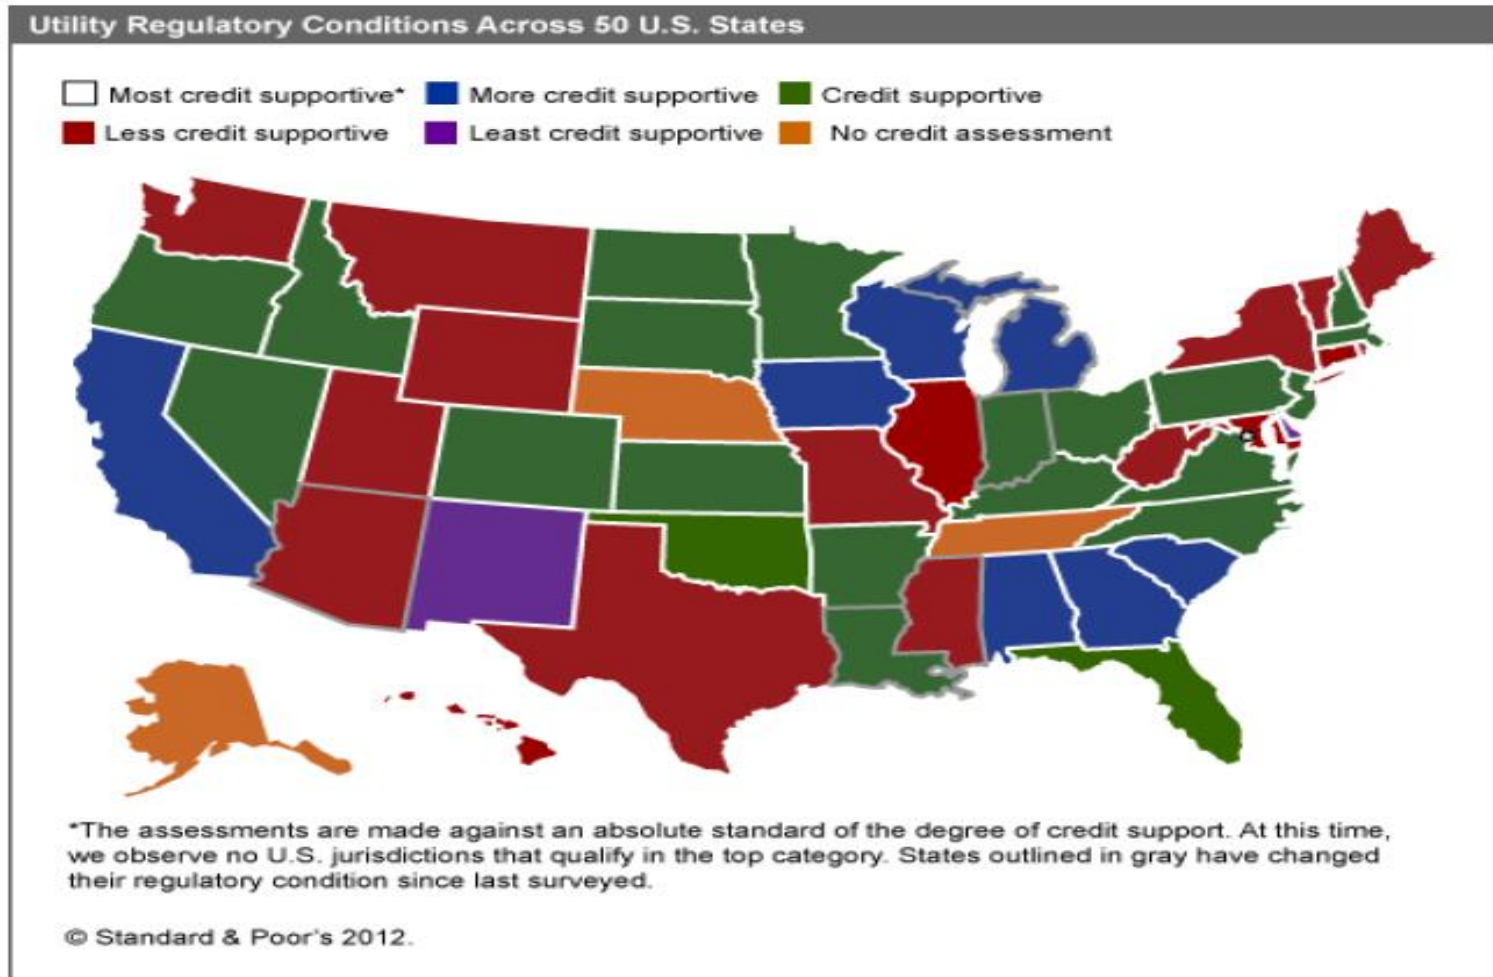 Utility Regulatory Conditions Across 50 U.S. States
Most credit supportive* More credit supportive Credit supportive
Less credit supportive Least credit supportive No credit assessment
*The assessments are made against an absolute standard of the degree of credit support. At this time,
we observe no U.S. jurisdictions that qualify in the top category. States outlined in gray have changed
their regulatory condition since last surveyed.
© Standard & Poor's 2012.